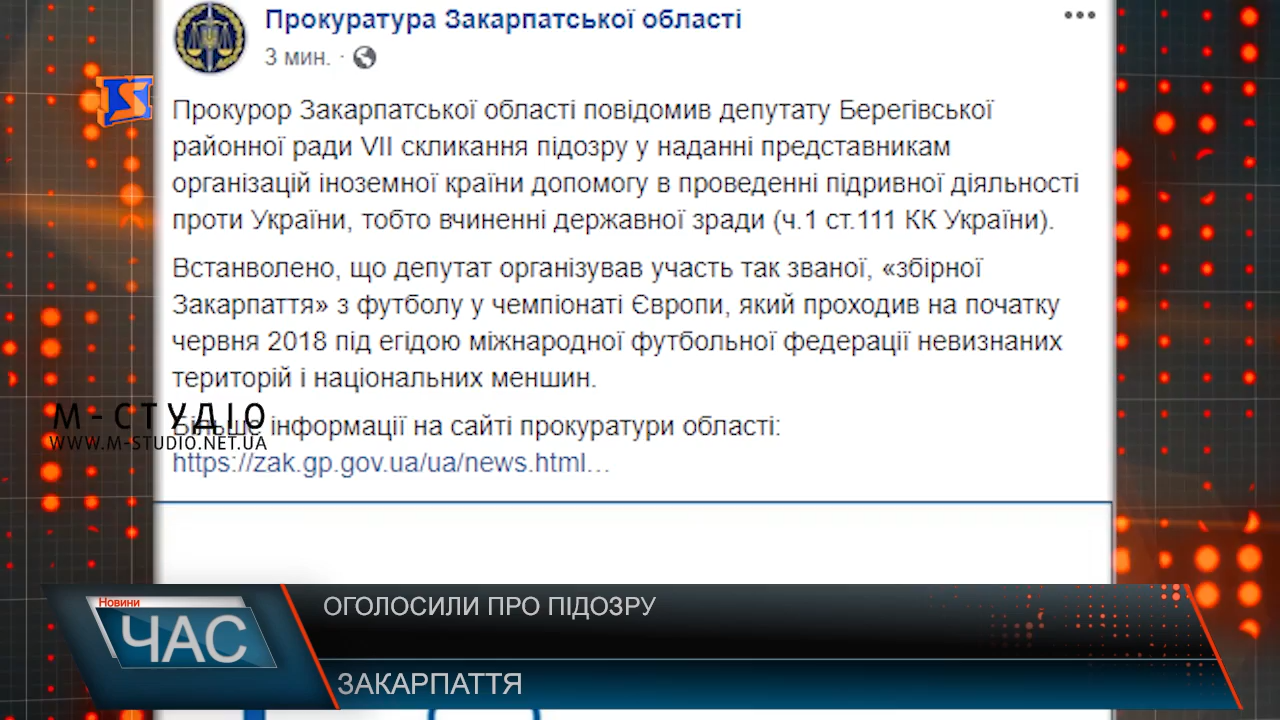 Прокуратура Закарпатської області
3 мин. ·
Прокурор Закарпатської області повідомив депутату Берегівської
районної ради VII скликання підозру у наданні представникам
організацій іноземної країни допомогу в проведенні підривної діяльності
проти України, тобто вчиненні державної зради (ч.1 ст.111 КК України).
Встанволено, що депутат організував участь так званої, «збірної
Закарпаття» з футболу у чемпіонаті Європи, який проходив на початку
червня 2018 під егідою міжнародної футбольної федерації невизнаних
територій і національних меншин.
М-СТУДІО
Більше інформації на сайті прокуратури області:
WWW.M-STUDIO.NET.UA
https://zak.gp.gov.ua/ua/news.html...
Новини
ЧАС
ОГОЛОСИЛИ ПРО ПІДОЗРУ
ЗАКАРПАТТЯ